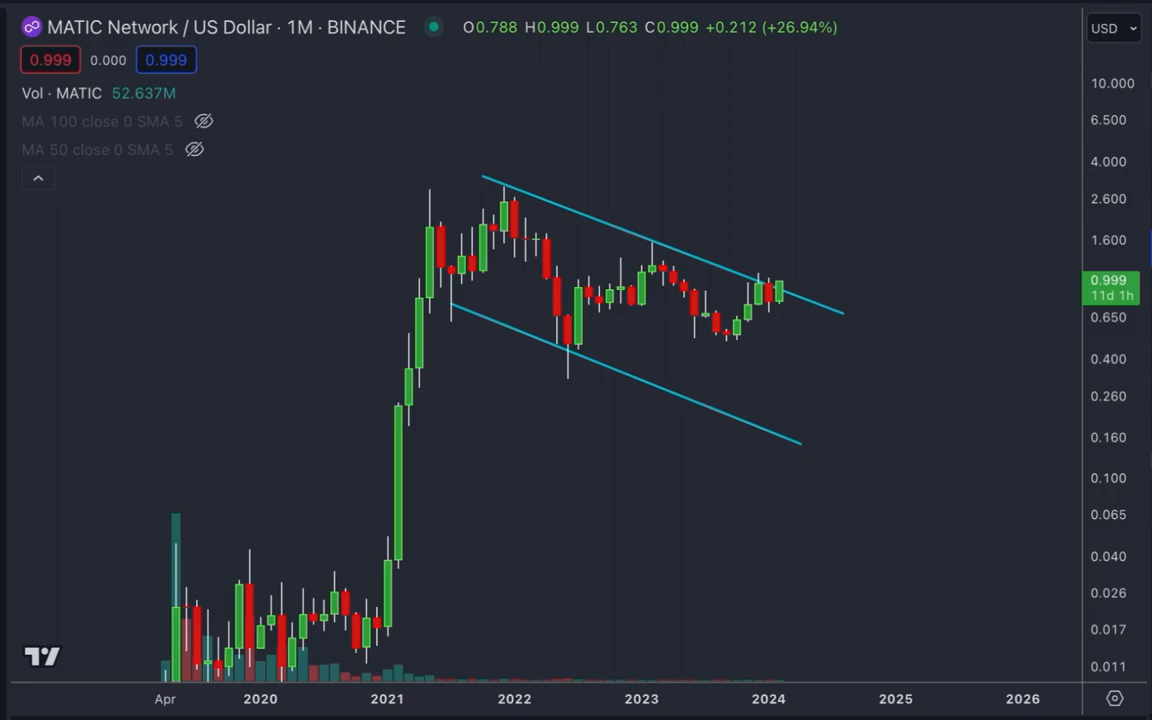 MATIC Network / US Dollar · 1M · BINANCE O0.788 H0.999 L0.763 C0.999 +0.212 (+26.94%)
USD
0.999 0.000 0.999
Vol · MATIC 52.637M
MA 100 close 0 SMA 5
MA 50 close 0 SMA 5
10.000
6.500
4.000
2.600
1.600
0.999
11d 1h
0.650
0.400
0.260
0.160
0.100
0.065
0.040
0.026
0.017
0.011
Apr 2020 2021 2022 2023 2024 2025 2026